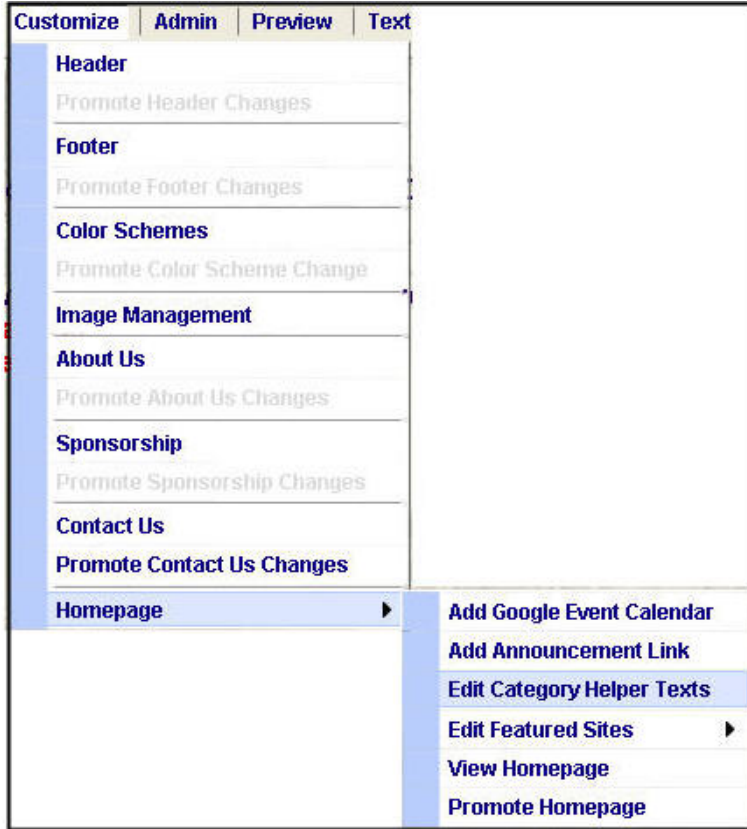 Customize Admin Preview Text
Header
Promote Header Changes
Footer
Promote Footer Changes
Color Schemes
Promote Color Scheme Change
Image Management
About Us
Promote About Us Changes
Sponsorship
Promote Sponsorship Changes
Contact Us
Promote Contact Us Changes
Homepage
Add Google Event Calendar
Add Announcement Link
Edit Category Helper Texts
Edit Featured Sites
View Homepage
Promote Homepage